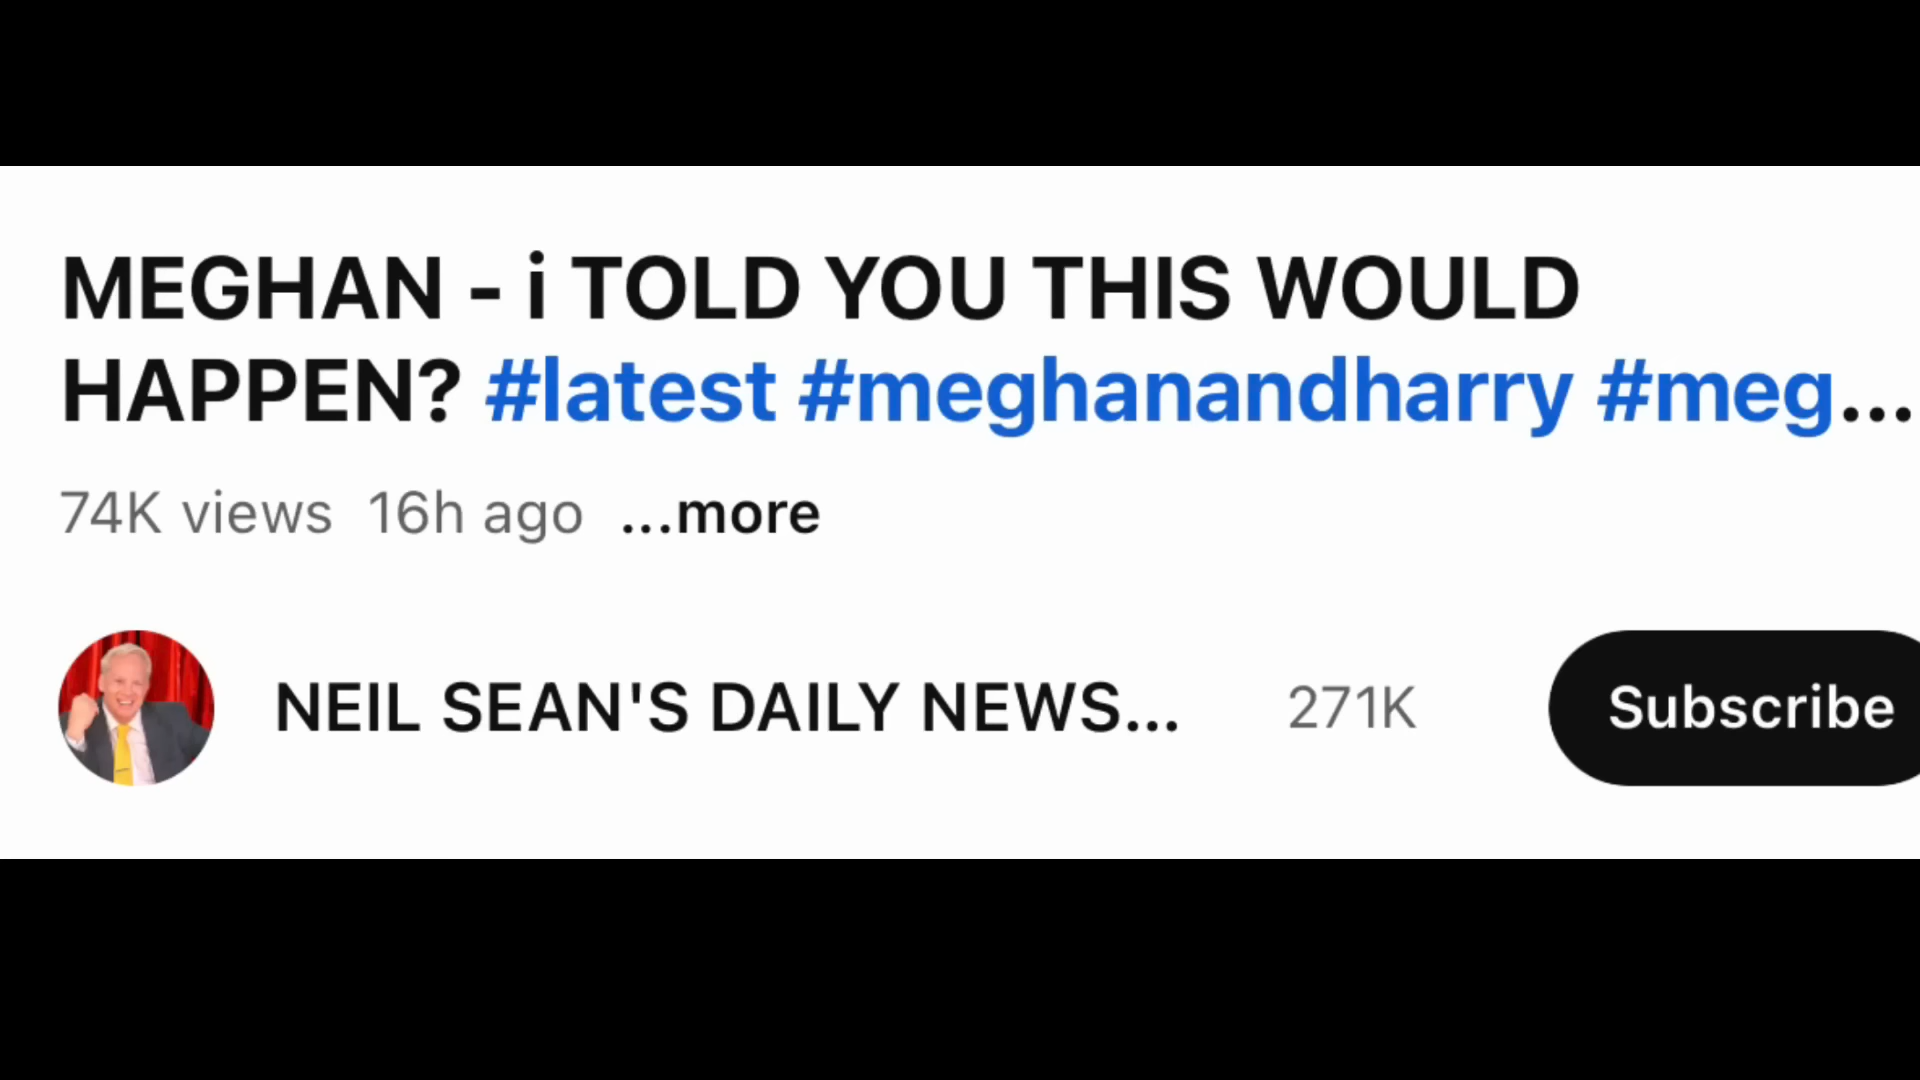 MEGHAN - i TOLD YOU THIS WOULD
HAPPEN? #latest #meghanandharry #meg...
74K views 16h ago ...more
NEIL SEAN'S DAILY NEWS... 271K Subscribe